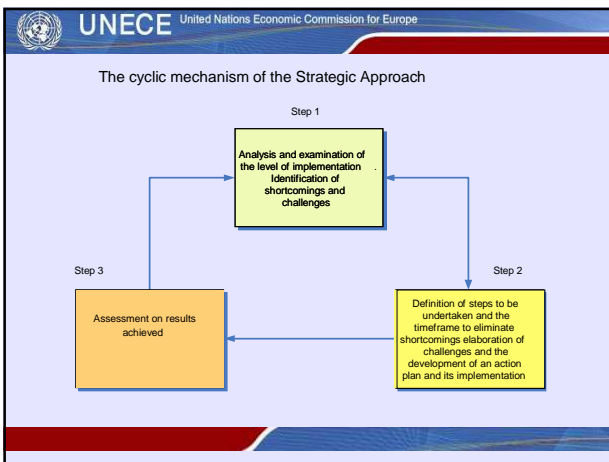 UNECE United Nations Economic Commission for Europe
The cyclic mechanism of the Strategic Approach
Step 1
Analysis and examination of
the level of implementation .
Identification of
shortcomings and
challenges
Step 3
Step 2
Assessment on results
achieved
Definition of steps to be
undertaken and the
timeframe to eliminate
shortcomings elaboration of
challenges and the
development of an action
plan and its implementation